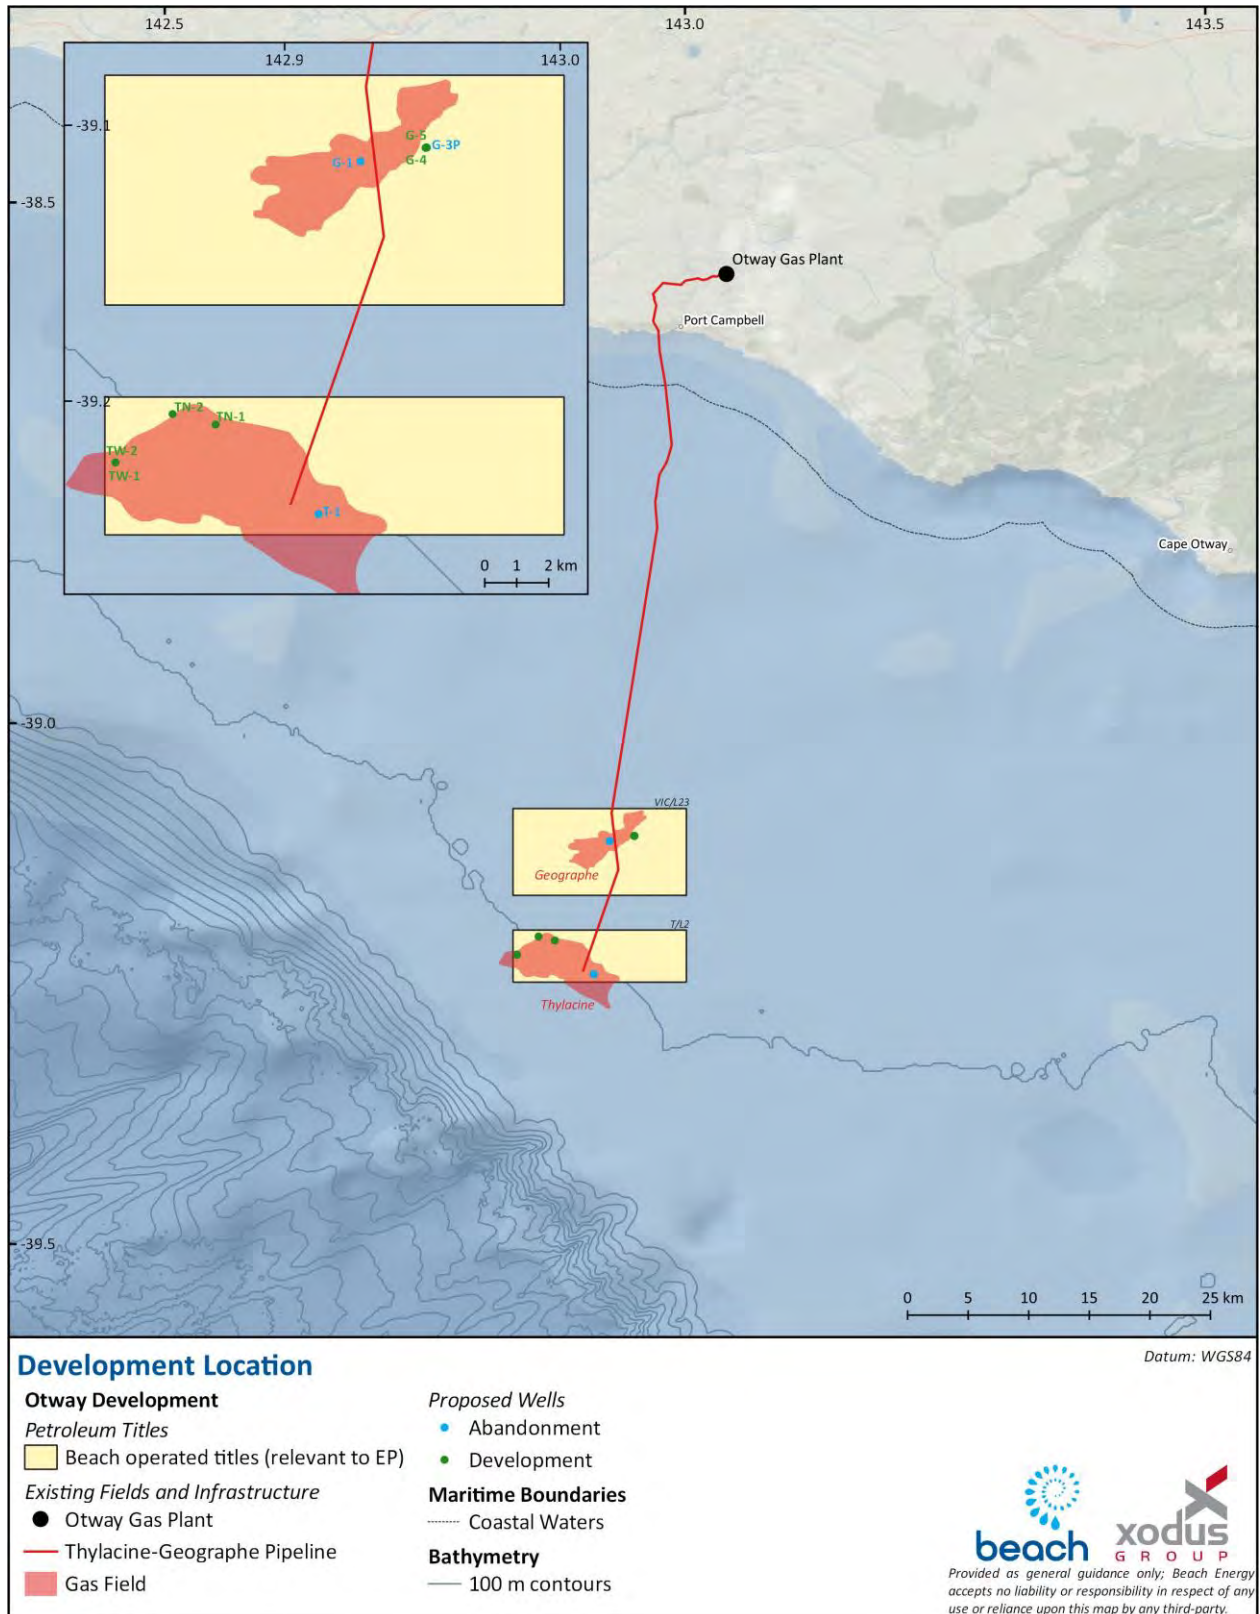 142.5
143.0
143.5
142.9
143.0
-39.1
G-5
G-3P
G-1
G-4
-38.5
Otway Gas Plant
Port Campbell
-39.2
TN-2
TN-1
TW-2
TW-1
T-1
0 1 2 km
Cape Otway
-39.0
VIC/L23
Geographe
T/L2
Thylacine
-39.5
0 5 10 15 20 25 km
Development Location
Datum: WGS84
Otway Development
Petroleum Titles
Beach operated titles (relevant to EP)
Existing Fields and Infrastructure
Otway Gas Plant
Thylacine-Geographe Pipeline
Gas Field
Proposed Wells
Abandonment
Development
Maritime Boundaries
Coastal Waters
Bathymetry
100 m contours
beach
xodus
GROUP
Provided as general guidance only; Beach Energy
accepts no liability or responsibility in respect of any
use or reliance upon this map by any third-party.